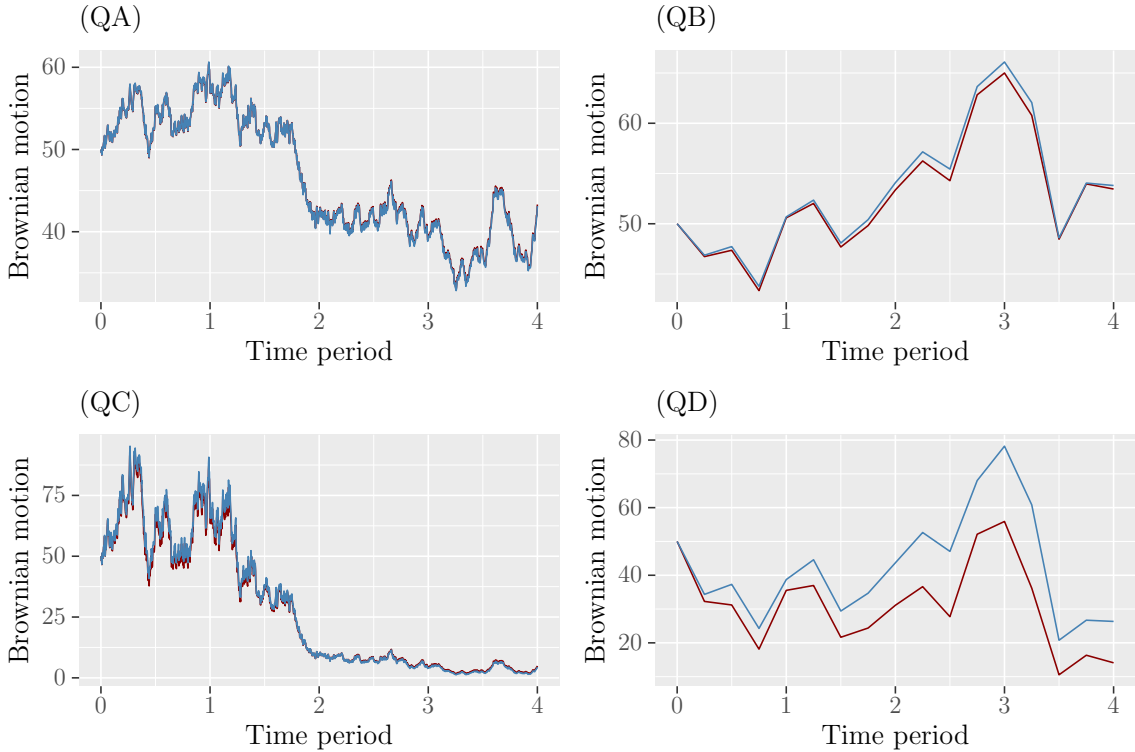 (QA)
60
50
40
Brownian motion
0 1 2 3 4
Time period
(QB)
60
50
Brownian motion
0 1 2 3 4
Time period
(QC)
75
50
25
0
Brownian motion
0 1 2 3 4
Time period
(QD)
80
60
40
20
Brownian motion
0 1 2 3 4
Time period